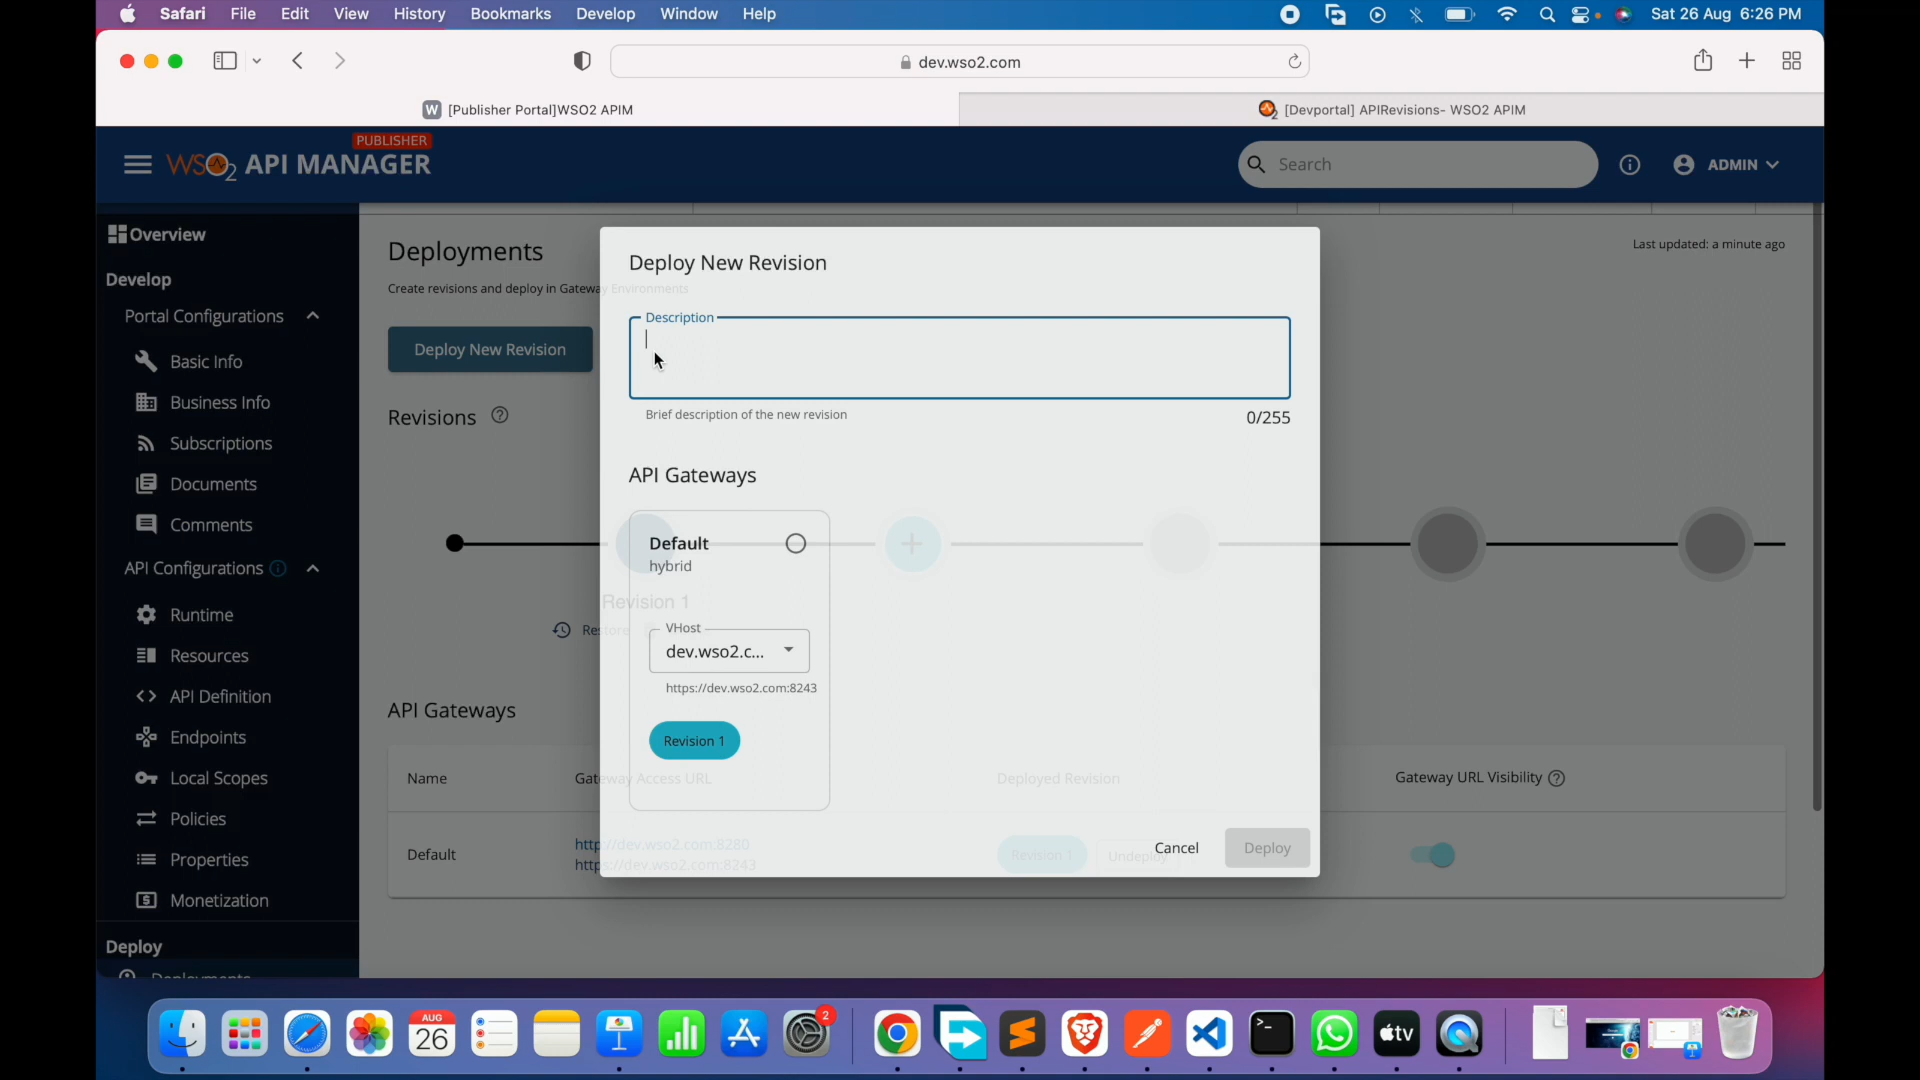 Safari File Edit View History Bookmarks Develop Window Help Sat 26 Aug 6:26 PM
dev.wso2.com
W [Publisher Portal]WSO2 APIM
[Devportal] APIRevisions- WSO2 APIM
PUBLISHER
WSO2 API MANAGER
Search
ADMIN
Overview
Develop
Portal Configurations
Basic Info
Business Info
Subscriptions
Documents
Comments
API Configurations
Runtime
Resources
API Definition
Endpoints
Local Scopes
Policies
Properties
Monetization
Deploy
Deployments
Deployments
Last updated: a minute ago
Create revisions and deploy in Gateway Environments
Deploy New Revision
Revisions
Revision 1
Restore
API Gateways
Name Gateway Access URL Deployed Revision Gateway URL Visibility
Default
http://dev.wso2.com:8280
https://dev.wso2.com:8243
Revision 1 Undeploy
Deploy New Revision
Description
Brief description of the new revision
0/255
API Gateways
Default
hybrid
VHost
dev.wso2.c...
https://dev.wso2.com:8243
Revision 1
Cancel Deploy
AUG
26
2
tv